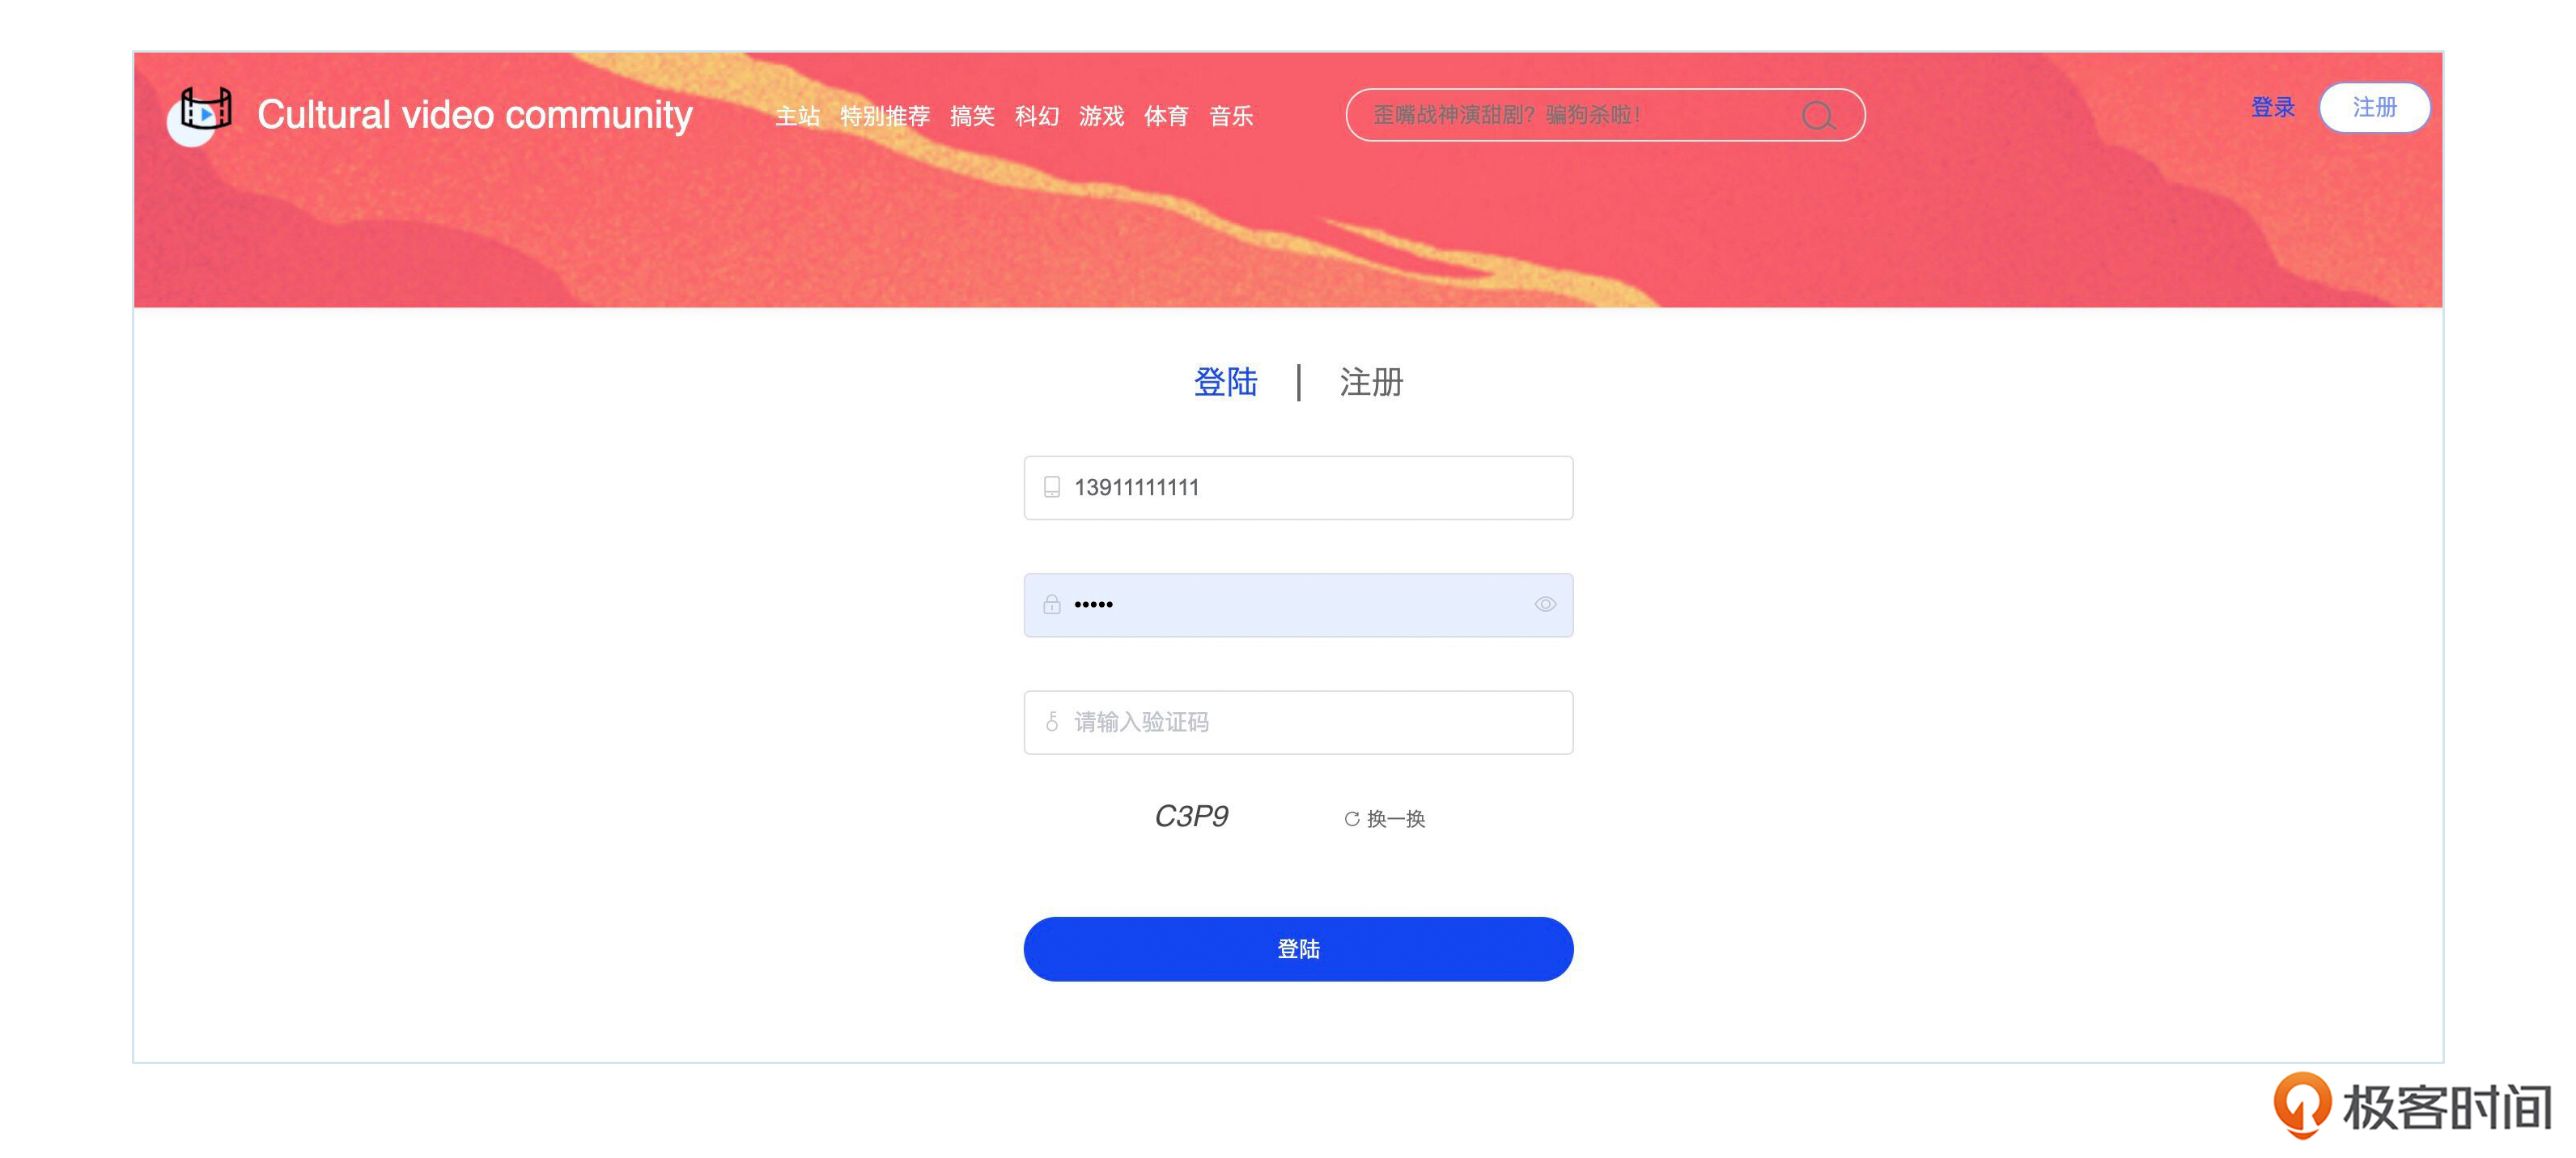 Cultural video community 主站 特别推荐 搞笑 科幻 游戏 体育 音乐 歪嘴战神演甜剧？骗狗杀啦！ 登录 注册
登陆 | 注册
13911111111
•••••
请输入验证码
C3P9 换一换
登陆
极客时间